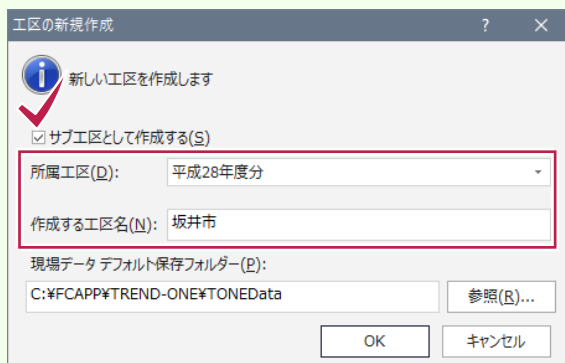 工区の新規作成 ? ×
新しい工区を作成します
サブ工区として作成する(S)
所属工区(D): 平成28年度分
作成する工区名(N): 坂井市
現場データ デフォルト保存フォルダー(P):
C:¥FCAPP¥TREND-ONE¥TONEData 参照(R)...
OK キャンセル